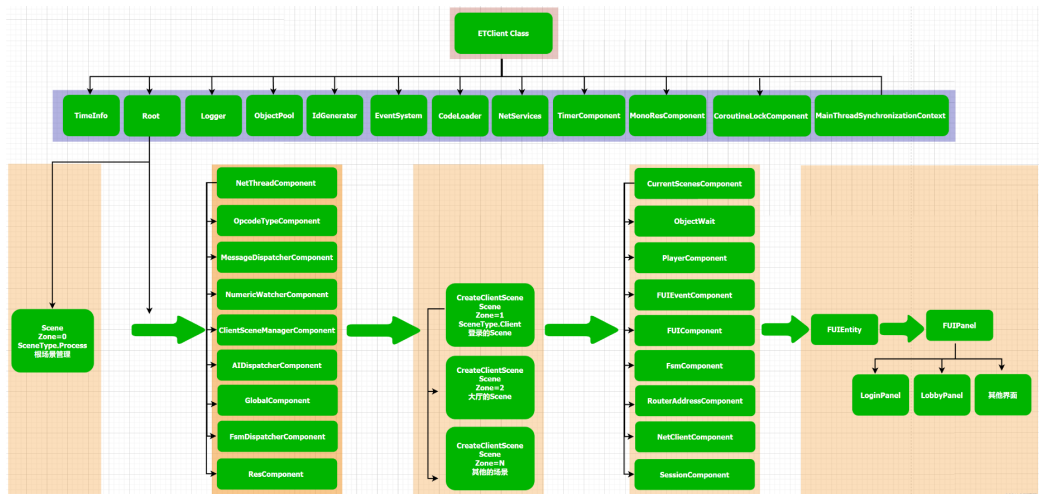 ETClient Class
TimeInfo
Root
Logger
ObjectPool
IdGenerater
EventSystem
CodeLoader
NetServices
TimerComponent
MonoResComponent
CoroutineLockComponent
MainThreadSynchronizationContext
Scene
Zone=0
SceneType.Process
根场景管理
NetThreadComponent
OpcodeTypeComponent
MessageDispatcherComponent
NumericWatcherComponent
ClientSceneManagerComponent
AIDispatcherComponent
GlobalComponent
FsmDispatcherComponent
ResComponent
CreateClientScene
Scene
Zone=1
SceneType.Client
登录的Scene
CreateClientScene
Scene
Zone=2
大厅的Scene
CreateClientScene
Scene
Zone=N
其他的场景
CurrentScenesComponent
ObjectWait
PlayerComponent
FUIEventComponent
FUIComponent
FsmComponent
RouterAddressComponent
NetClientComponent
SessionComponent
FUIEntity
FUIPanel
LoginPanel
LobbyPanel
其他界面